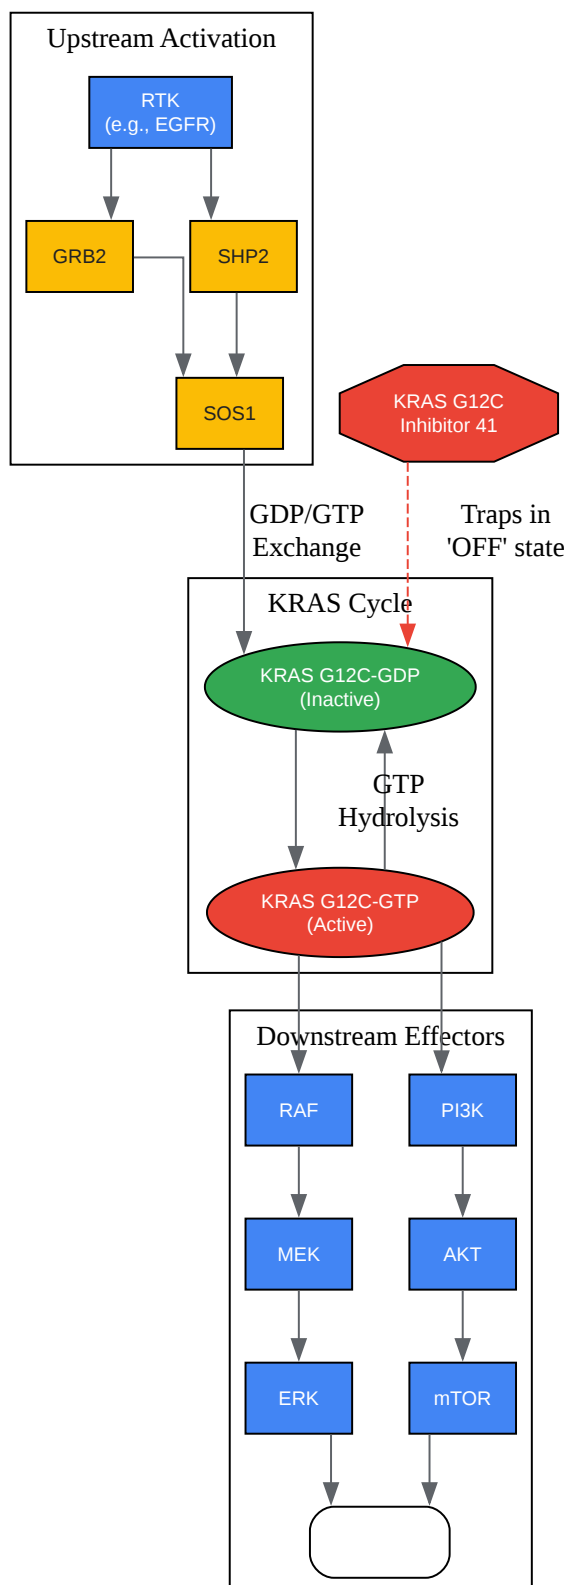 Upstream Activation
RTK
(e.g., EGFR)
GRB2
SHP2
SOS1
KRAS G12C
Inhibitor 41
GDP/GTP
Exchange
Traps in
'OFF' state
KRAS Cycle
KRAS G12C-GDP
(Inactive)
GTP
Hydrolysis
KRAS G12C-GTP
(Active)
Downstream Effectors
RAF
PI3K
MEK
AKT
ERK
mTOR